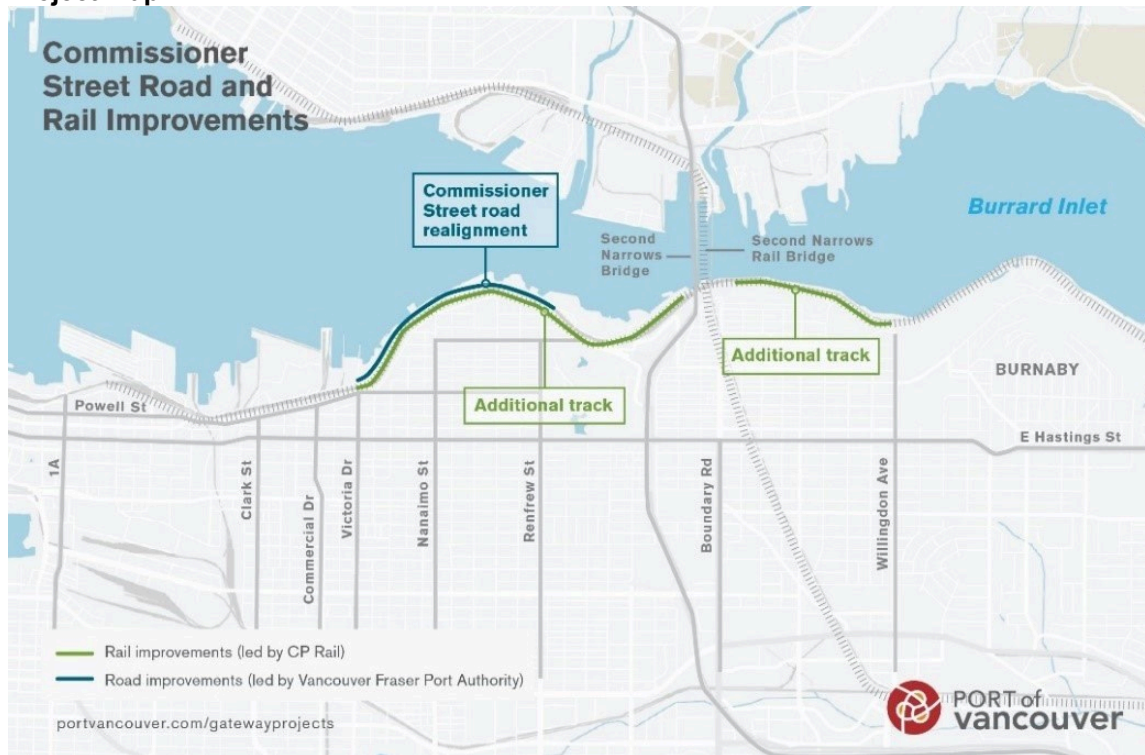 Commissioner
Street Road and
Rail Improvements
Commissioner
Street road
realignment
Burrard Inlet
Second
Narrows
Bridge
Second Narrows
Rail Bridge
Additional track
Additional track
BURNABY
Powell St
E Hastings St
1A
Clark St
Commercial Dr
Victoria Dr
Nanaimo St
Renfrew St
Boundary Rd
Willingdon Ave
Rail improvements (led by CP Rail)
Road improvements (led by Vancouver Fraser Port Authority)
portvancouver.com/gatewayprojects
PORT of
vancouver